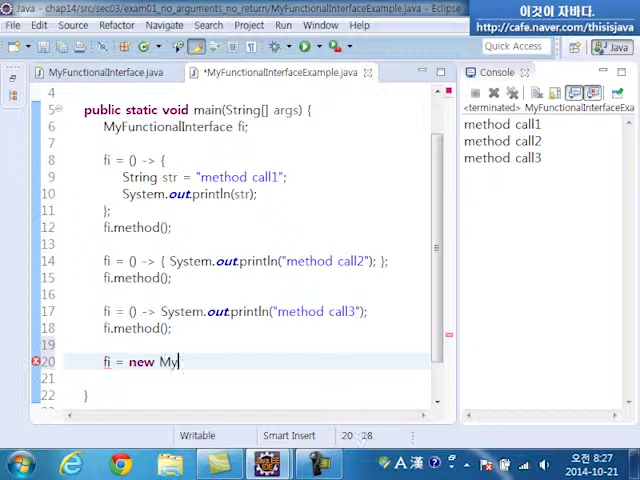 Java - chap14/src/sec03/exam01_no_arguments_no_return/MyFunctionalInterfaceExample.java - Eclipse
이것이 자바다.
http://cafe.naver.com/thisisjava
File Edit Source Refactor Navigate Search Project Run Window Help
Quick Access
Java
MyFunctionalInterface.java
*MyFunctionalInterfaceExample.java
Console
<terminated> MyFunctionalInterfaceExa
method call1
method call2
method call3
4
5 public static void main(String[] args) {
6 MyFunctionalInterface fi;
7
8 fi = () -> {
9 String str = "method call1";
10 System.out.println(str);
11 };
12 fi.method();
13
14 fi = () -> { System.out.println("method call2"); };
15 fi.method();
16
17 fi = () -> System.out.println("method call3");
18 fi.method();
19
20 fi = new My
21
22 }
Writable
Smart Insert
20 : 18
A 漢
오전 8:27
2014-10-21